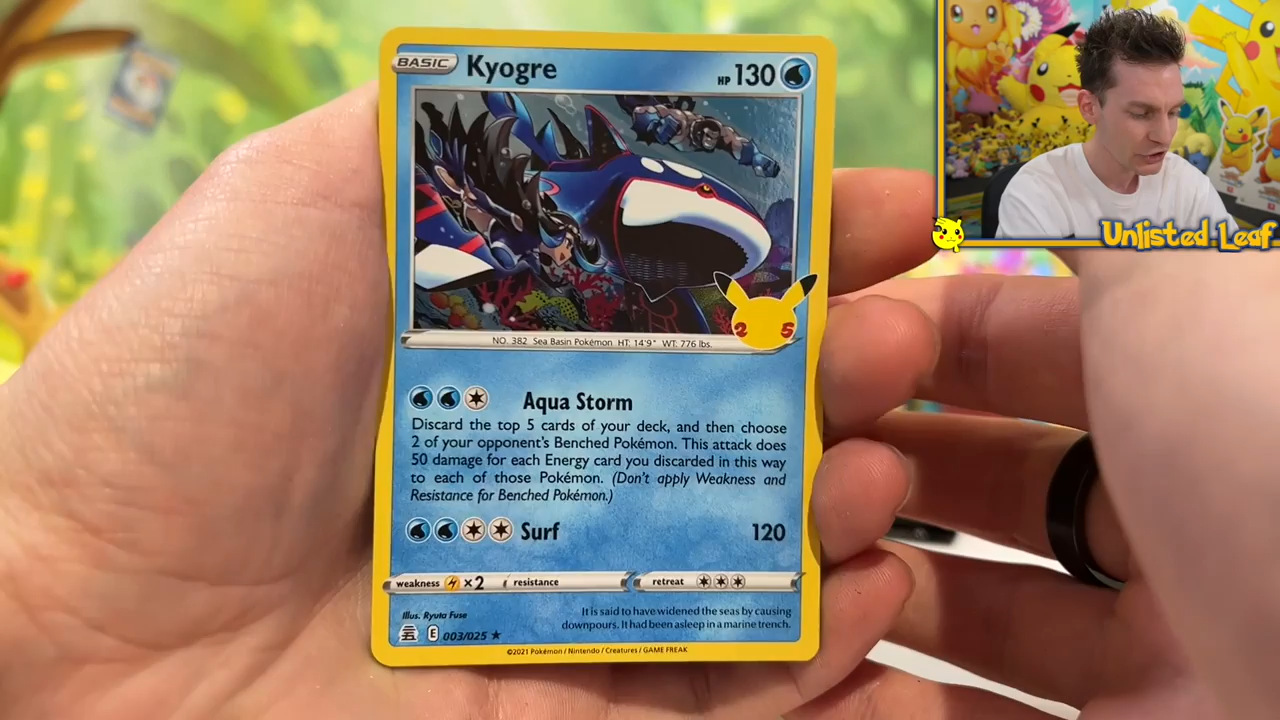 BASIC Kyogre HP 130
25
NO. 382 Sea Basin Pokémon HT: 14'9" WT: 776 lbs.
Aqua Storm
Discard the top 5 cards of your deck, and then choose
2 of your opponent's Benched Pokémon. This attack does
50 damage for each Energy card you discarded in this way
to each of those Pokémon. (Don't apply Weakness and
Resistance for Benched Pokémon.)
Surf 120
weakness ×2 resistance retreat
Illus. Ryuta Fuse
It is said to have widened the seas by causing
downpours. It had been asleep in a marine trench.
E 003/025 ★
©2021 Pokémon / Nintendo / Creatures / GAME FREAK
Unlisted Leaf